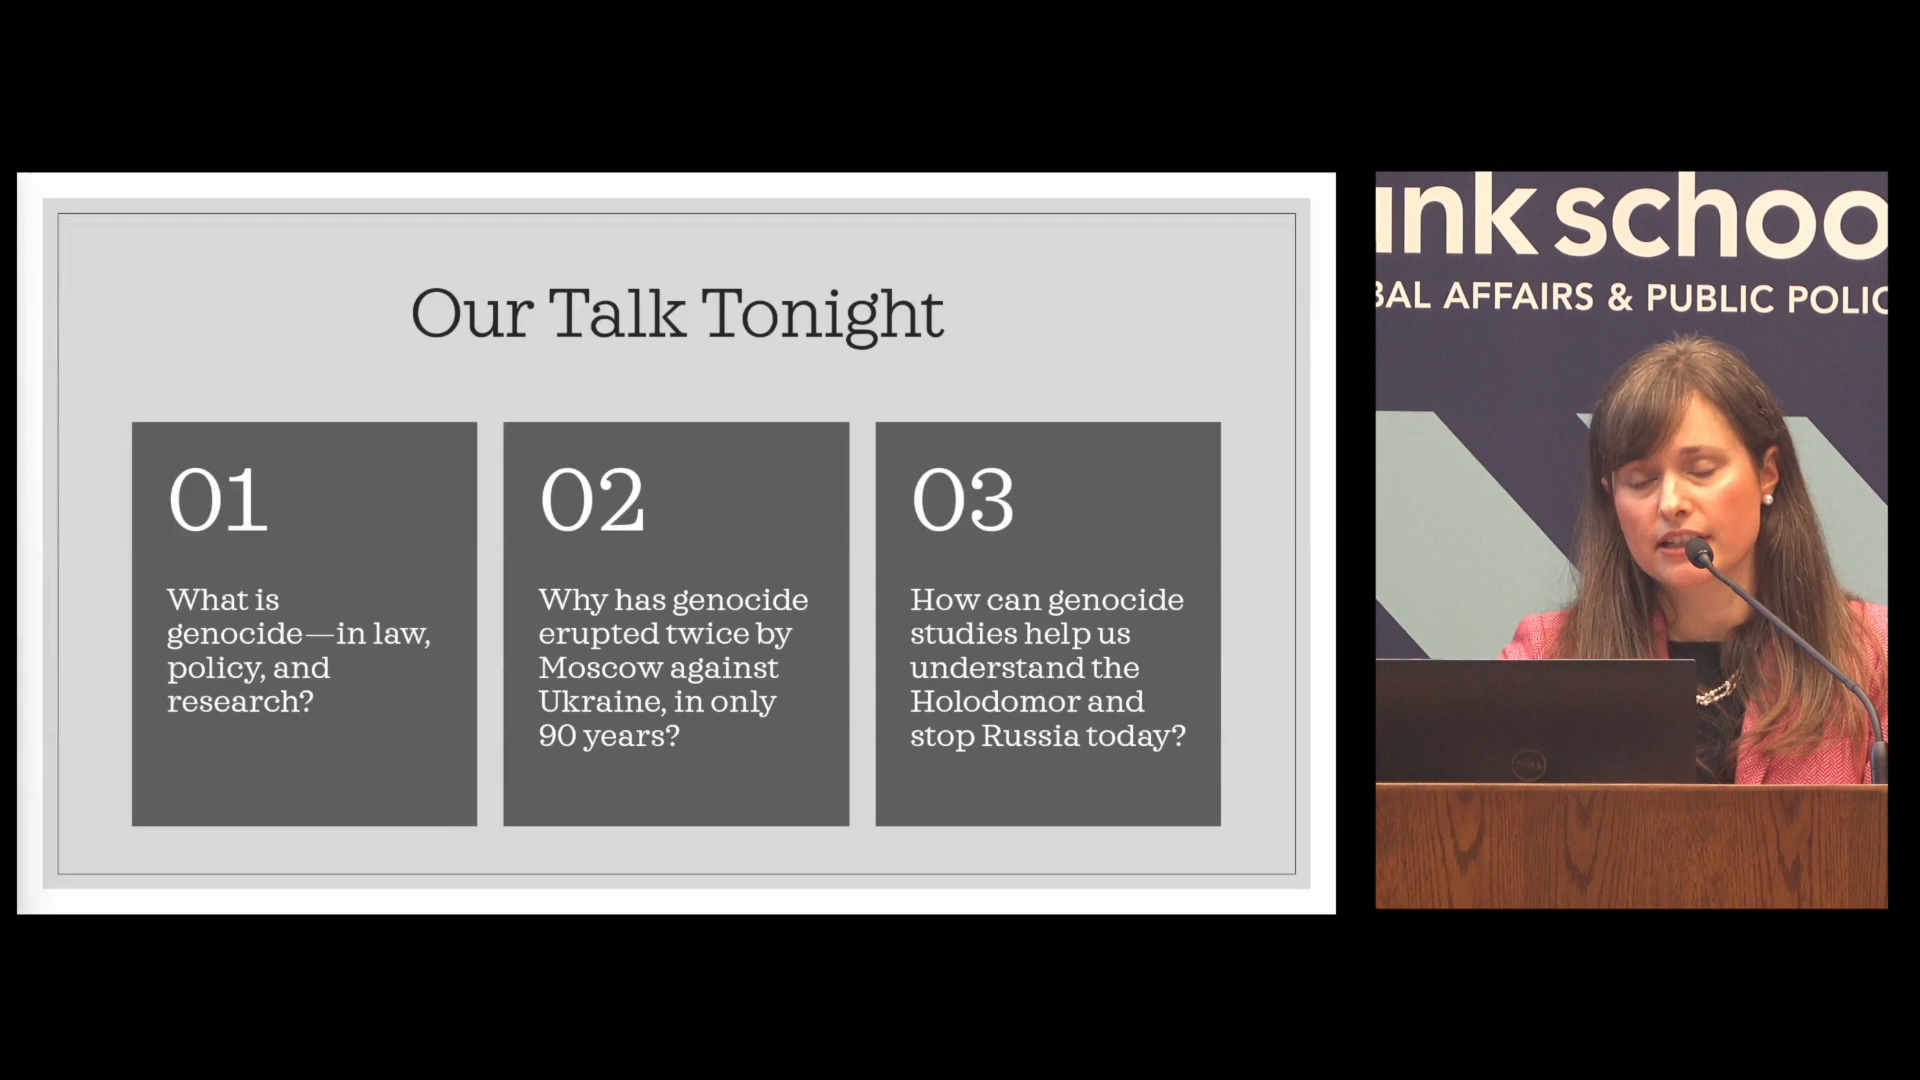 Our Talk Tonight
01
What is
genocide—in law,
policy, and
research?
02
Why has genocide
erupted twice by
Moscow against
Ukraine, in only
90 years?
03
How can genocide
studies help us
understand the
Holodomor and
stop Russia today?
unk schoo
BAL AFFAIRS & PUBLIC POLIC
DELL